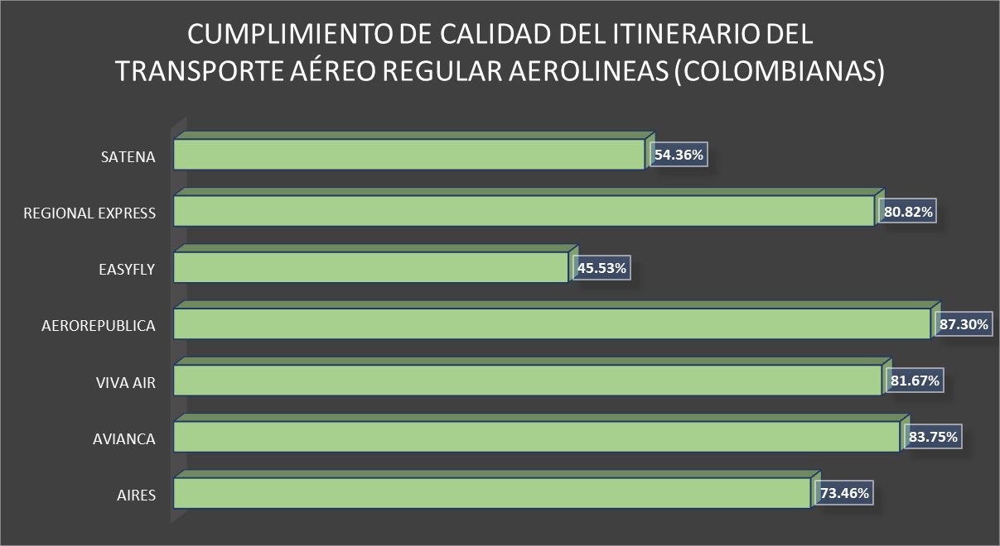 CUMPLIMIENTO DE CALIDAD DEL ITINERARIO DEL
TRANSPORTE AÉREO REGULAR AEROLINEAS (COLOMBIANAS)
SATENA 54.36%
REGIONAL EXPRESS 80.82%
EASYFLY 45.53%
AEROREPUBLICA 87.30%
VIVA AIR 81.67%
AVIANCA 83.75%
AIRES 73.46%